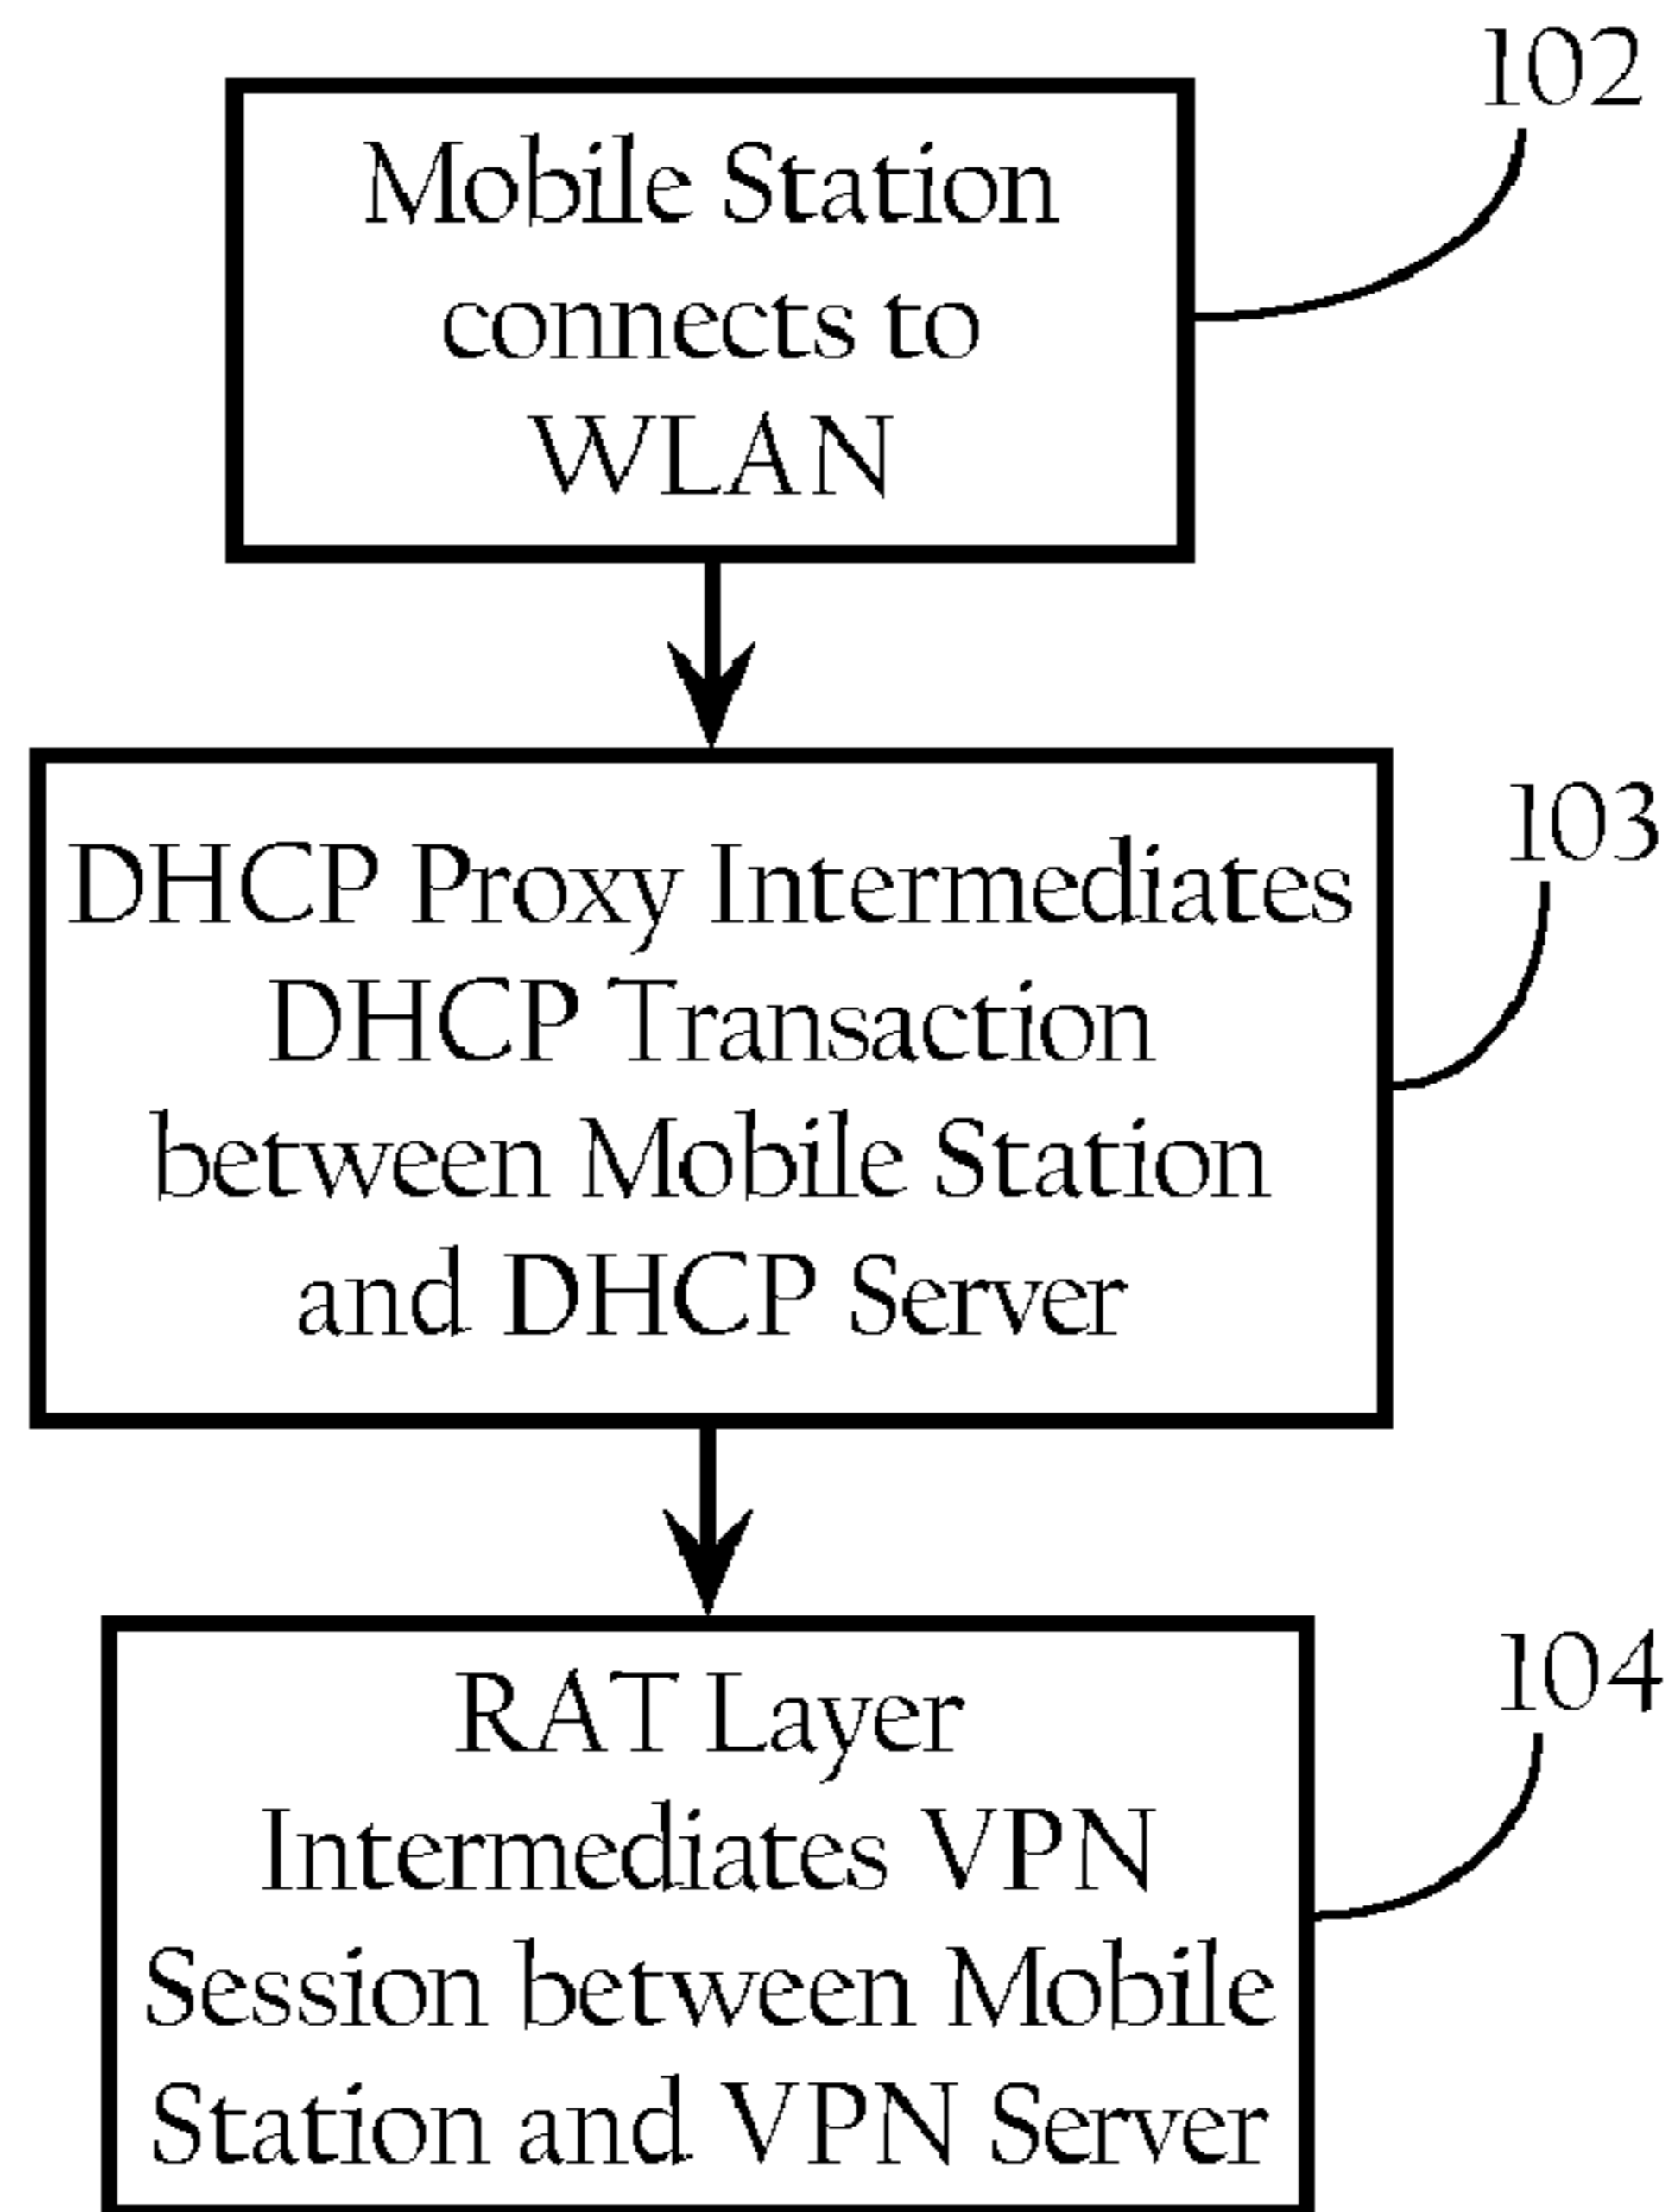 102
Mobile Station
connects to
WLAN
103
DHCP Proxy Intermediates
DHCP Transaction
between Mobile Station
and DHCP Server
104
RAT Layer
Intermediates VPN
Session between Mobile
Station and VPN Server